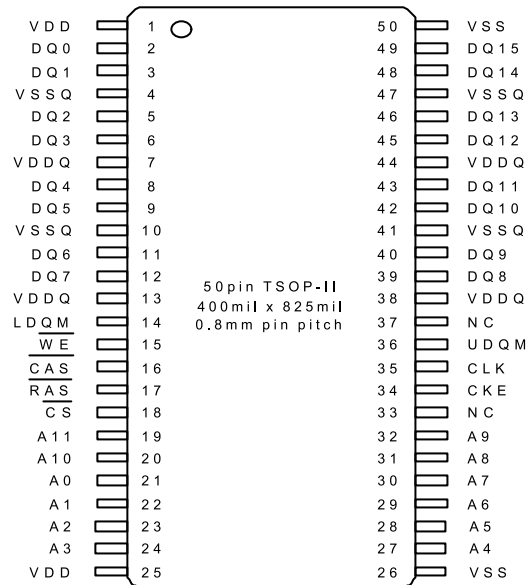 VDD 1 50 VSS
DQ0 2 49 DQ15
DQ1 3 48 DQ14
VSSQ 4 47 VSSQ
DQ2 5 46 DQ13
DQ3 6 45 DQ12
VDDQ 7 44 VDDQ
DQ4 8 43 DQ11
DQ5 9 42 DQ10
VSSQ 10 41 VSSQ
DQ6 11 40 DQ9
DQ7 12 39 DQ8
VDDQ 13 38 VDDQ
LDQM 14 37 NC
WE 15 36 UDQM
CAS 16 35 CLK
RAS 17 34 CKE
CS 18 33 NC
A11 19 32 A9
A10 20 31 A8
A0 21 30 A7
A1 22 29 A6
A2 23 28 A5
A3 24 27 A4
VDD 25 26 VSS
50pin TSOP-II
400mil x 825mil
0.8mm pin pitch